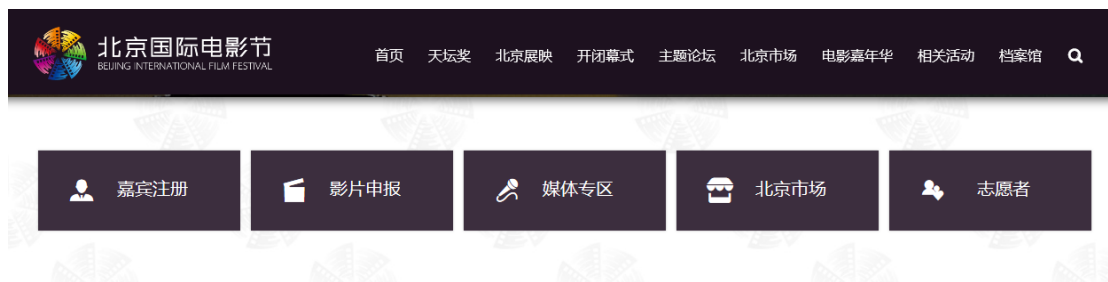 北京国际电影节
BEIJING INTERNATIONAL FILM FESTIVAL
首页 天坛奖 北京展映 开闭幕式 主题论坛 北京市场 电影嘉年华 相关活动 档案馆
嘉宾注册 影片申报 媒体专区 北京市场 志愿者